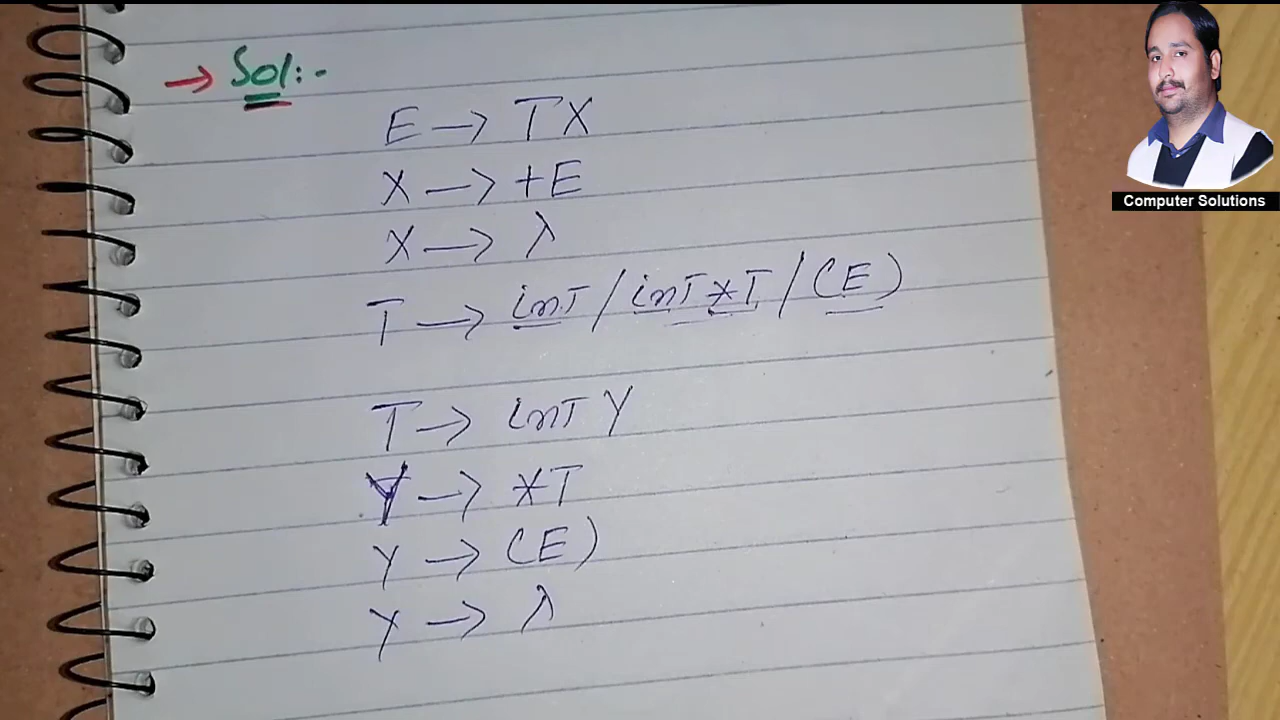 → Sol:-
E → TX
X → +E
X → λ
T → int / int *T / (E)
T → int Y
Y → *T
Y → (E)
Y → λ
Computer Solutions